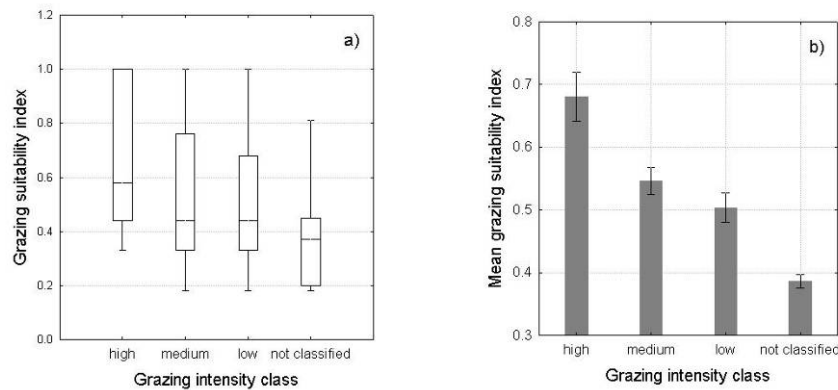 a)
Grazing suitability index
1.2
1.0
0.8
0.6
0.4
0.2
0.0
high medium low not classified
Grazing intensity class
b)
Mean grazing suitability index
0.8
0.7
0.6
0.5
0.4
0.3
high medium low not classified
Grazing intensity class